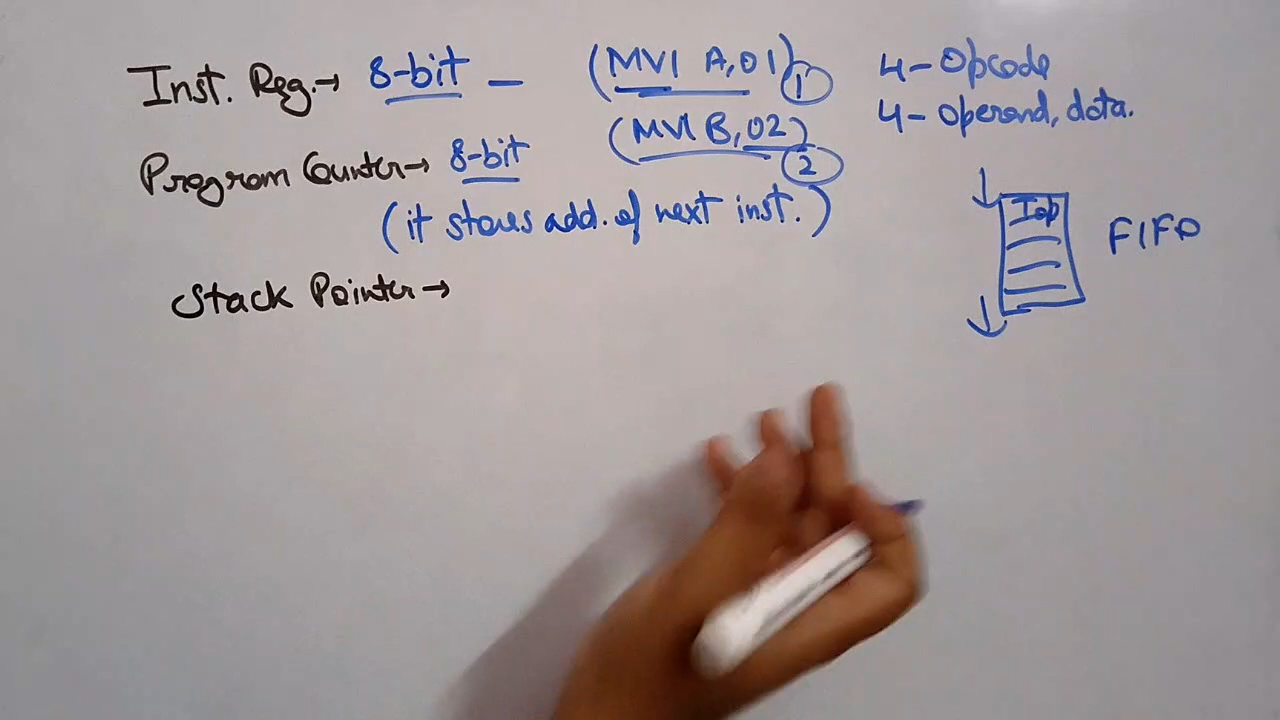 Inst. Reg. → 8-bit — (MVI A,01) 1
4 - Opcode
4 - Operand, data.
Program Counter → 8-bit (MVI B,02) 2
(it stores add. of next inst.)
Top
FIFO
Stack Pointer →